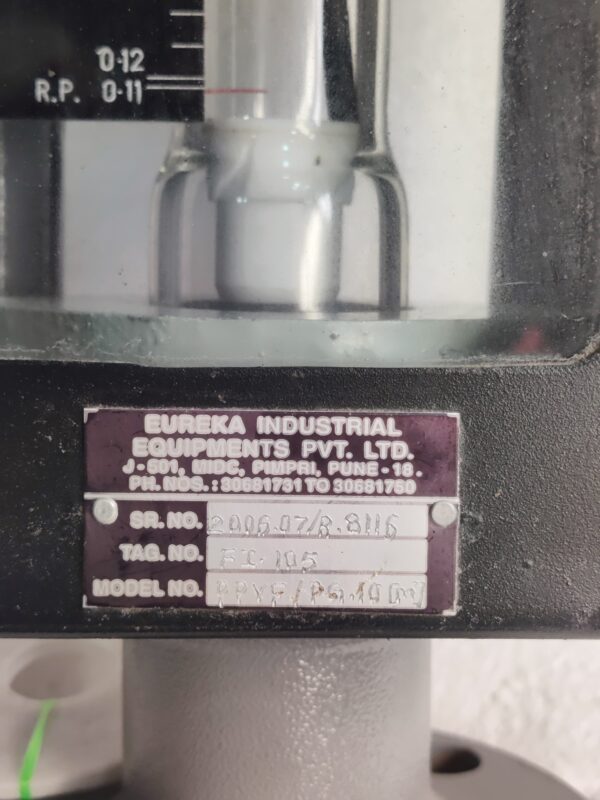 0·12
R.P. 0·11
EUREKA INDUSTRIAL
EQUIPMENTS PVT. LTD.
J-501, MIDC, PIMPRI, PUNE-18.
PH. NOS.: 30681731 TO 30681750
SR. NO. 2006.07/R.8116
TAG. NO. FI-105
MODEL NO.